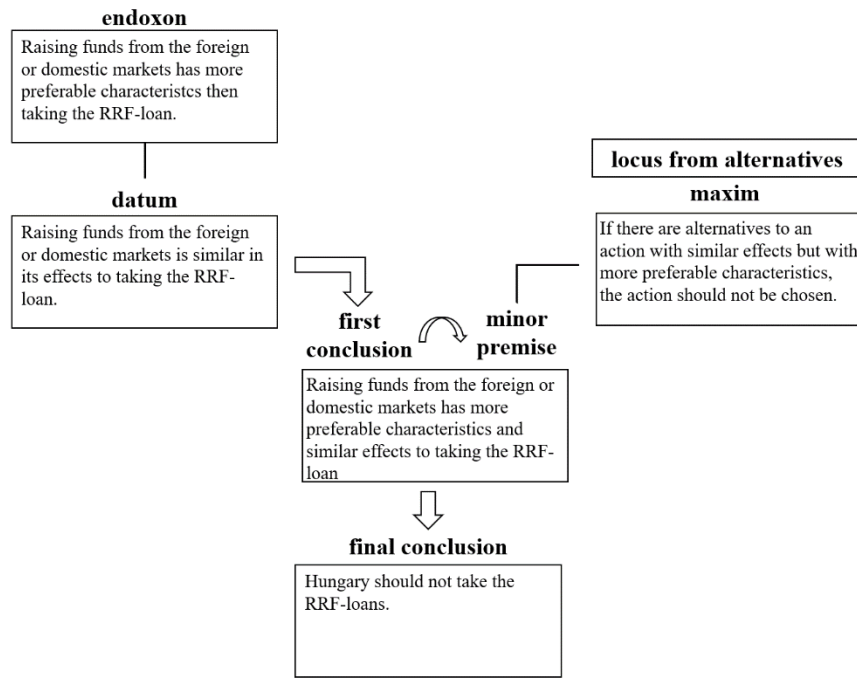 endoxon
Raising funds from the foreign
or domestic markets has more
preferable characteristcs then
taking the RRF-loan.
datum
Raising funds from the foreign
or domestic markets is similar in
its effects to taking the RRF-
loan.
locus from alternatives
maxim
If there are alternatives to an
action with similar effects but with
more preferable characteristics,
the action should not be chosen.
first
conclusion
minor
premise
Raising funds from the foreign or
domestic markets has more
preferable characteristics and
similar effects to taking the RRF-
loan
final conclusion
Hungary should not take the
RRF-loans.